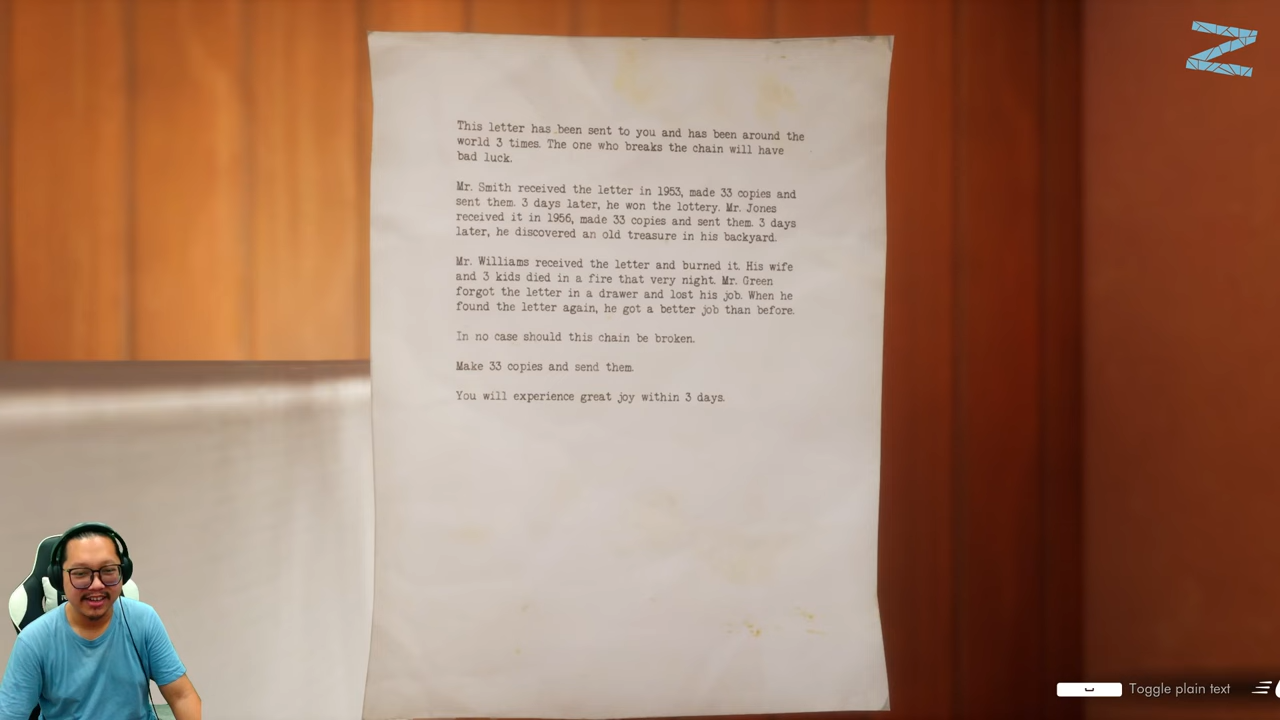 This letter has been sent to you and has been around the
world 3 times. The one who breaks the chain will have
bad luck.
Mr. Smith received the letter in 1953, made 33 copies and
sent them. 3 days later, he won the lottery. Mr. Jones
received it in 1956, made 33 copies and sent them. 3 days
later, he discovered an old treasure in his backyard.
Mr. Williams received the letter and burned it. His wife
and 3 kids died in a fire that very night. Mr. Green
forgot the letter in a drawer and lost his job. When he
found the letter again, he got a better job than before.
In no case should this chain be broken.
Make 33 copies and send them.
You will experience great joy within 3 days.
Z
Toggle plain text